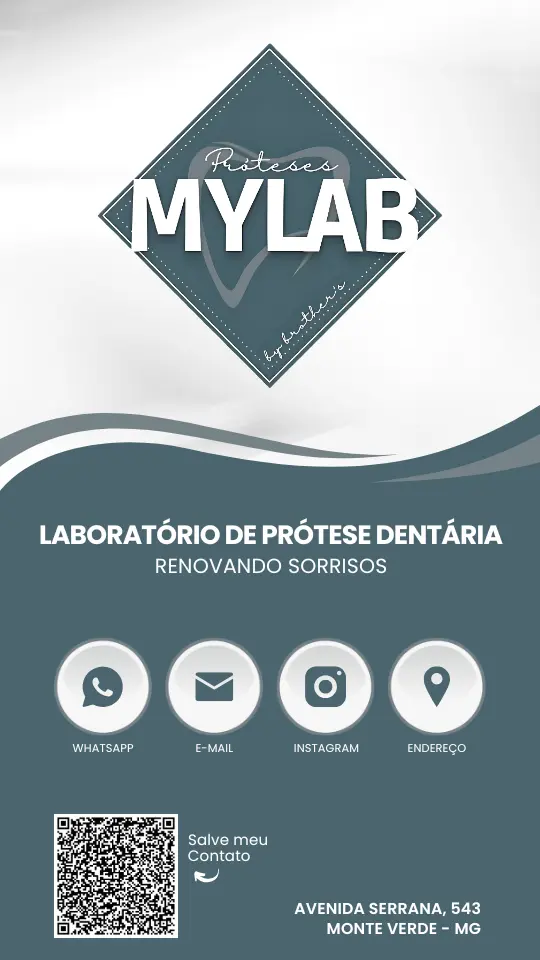 Próteses
MYLAB
by brother's
LABORATÓRIO DE PRÓTESE DENTÁRIA
RENOVANDO SORRISOS
WHATSAPP
E-MAIL
INSTAGRAM
ENDEREÇO
Salve meu
Contato
AVENIDA SERRANA, 543
MONTE VERDE - MG